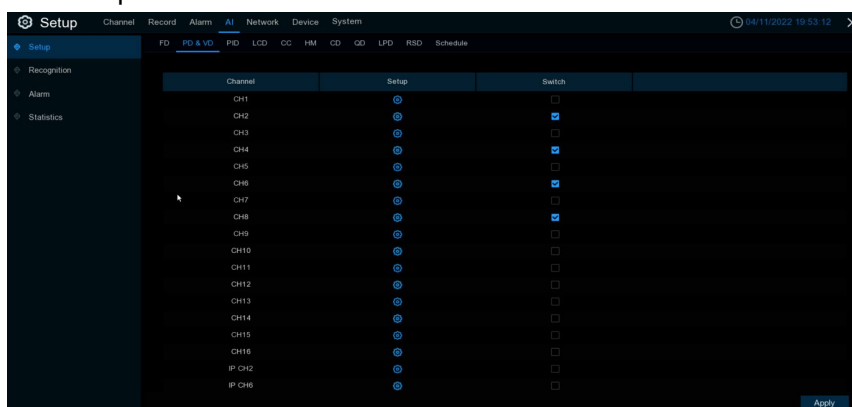 Setup Channel Record Alarm AI Network Device System 04/11/2022 19:53:12
Setup FD PD & VD PID LCD CC HM CD QD LPD RSD Schedule
Recognition
Alarm
Statistics
Channel Setup Switch
CH1
CH2
CH3
CH4
CH5
CH6
CH7
CH8
CH9
CH10
CH11
CH12
CH13
CH14
CH15
CH16
IP CH2
IP CH6
Apply